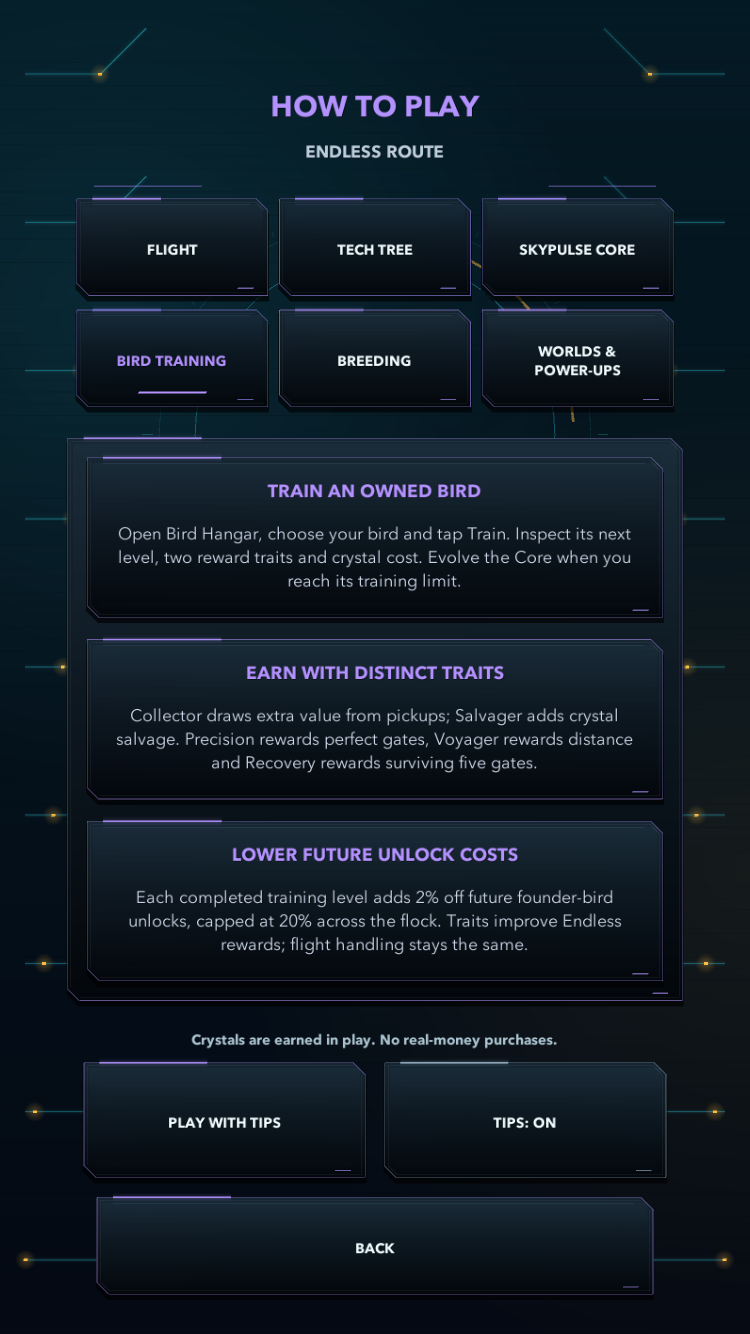 HOW TO PLAY
ENDLESS ROUTE
FLIGHT
TECH TREE
SKYPULSE CORE
BIRD TRAINING
BREEDING
WORLDS &
POWER-UPS
TRAIN AN OWNED BIRD
Open Bird Hangar, choose your bird and tap Train. Inspect its next
level, two reward traits and crystal cost. Evolve the Core when you
reach its training limit.
EARN WITH DISTINCT TRAITS
Collector draws extra value from pickups; Salvager adds crystal
salvage. Precision rewards perfect gates, Voyager rewards distance
and Recovery rewards surviving five gates.
LOWER FUTURE UNLOCK COSTS
Each completed training level adds 2% off future founder-bird
unlocks, capped at 20% across the flock. Traits improve Endless
rewards; flight handling stays the same.
Crystals are earned in play. No real-money purchases.
PLAY WITH TIPS
TIPS: ON
BACK